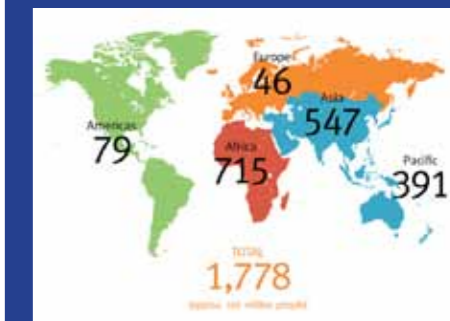 Europe
46
Asia
547
Americas
79
Africa
715
Pacific
391
TOTAL
1,778